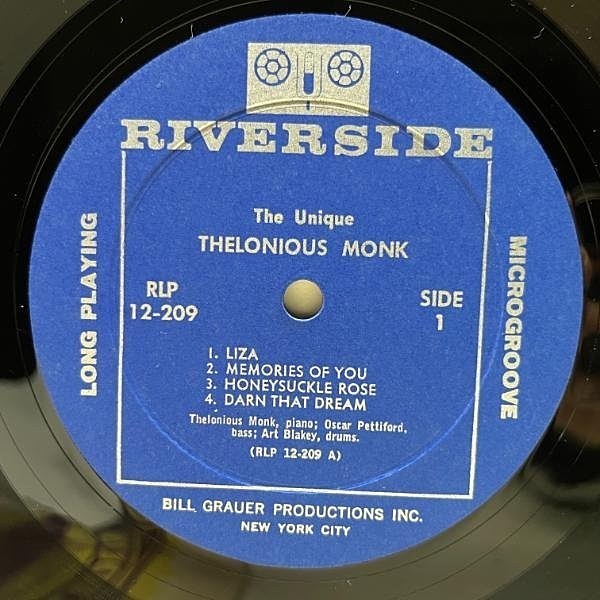 RIVERSIDE
The Unique
THELONIOUS MONK
LONG PLAYING
RLP
12-209
SIDE
1
MICROGROOVE
1. LIZA
2. MEMORIES OF YOU
3. HONEYSUCKLE ROSE
4. DARN THAT DREAM
Thelonious Monk, piano; Oscar Pettiford,
bass; Art Blakey, drums.
(RLP 12-209 A)
BILL GRAUER PRODUCTIONS INC.
NEW YORK CITY